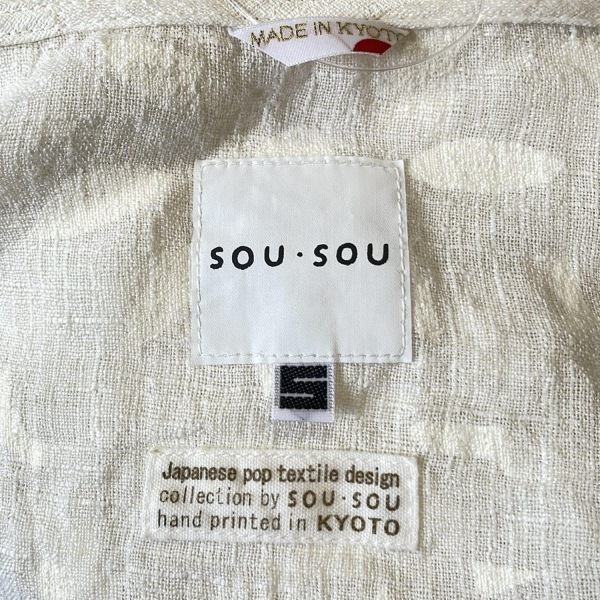 MADE IN KYOTO
SOU・SOU
S
Japanese pop textile design
collection by SOU・SOU
hand printed in KYOTO